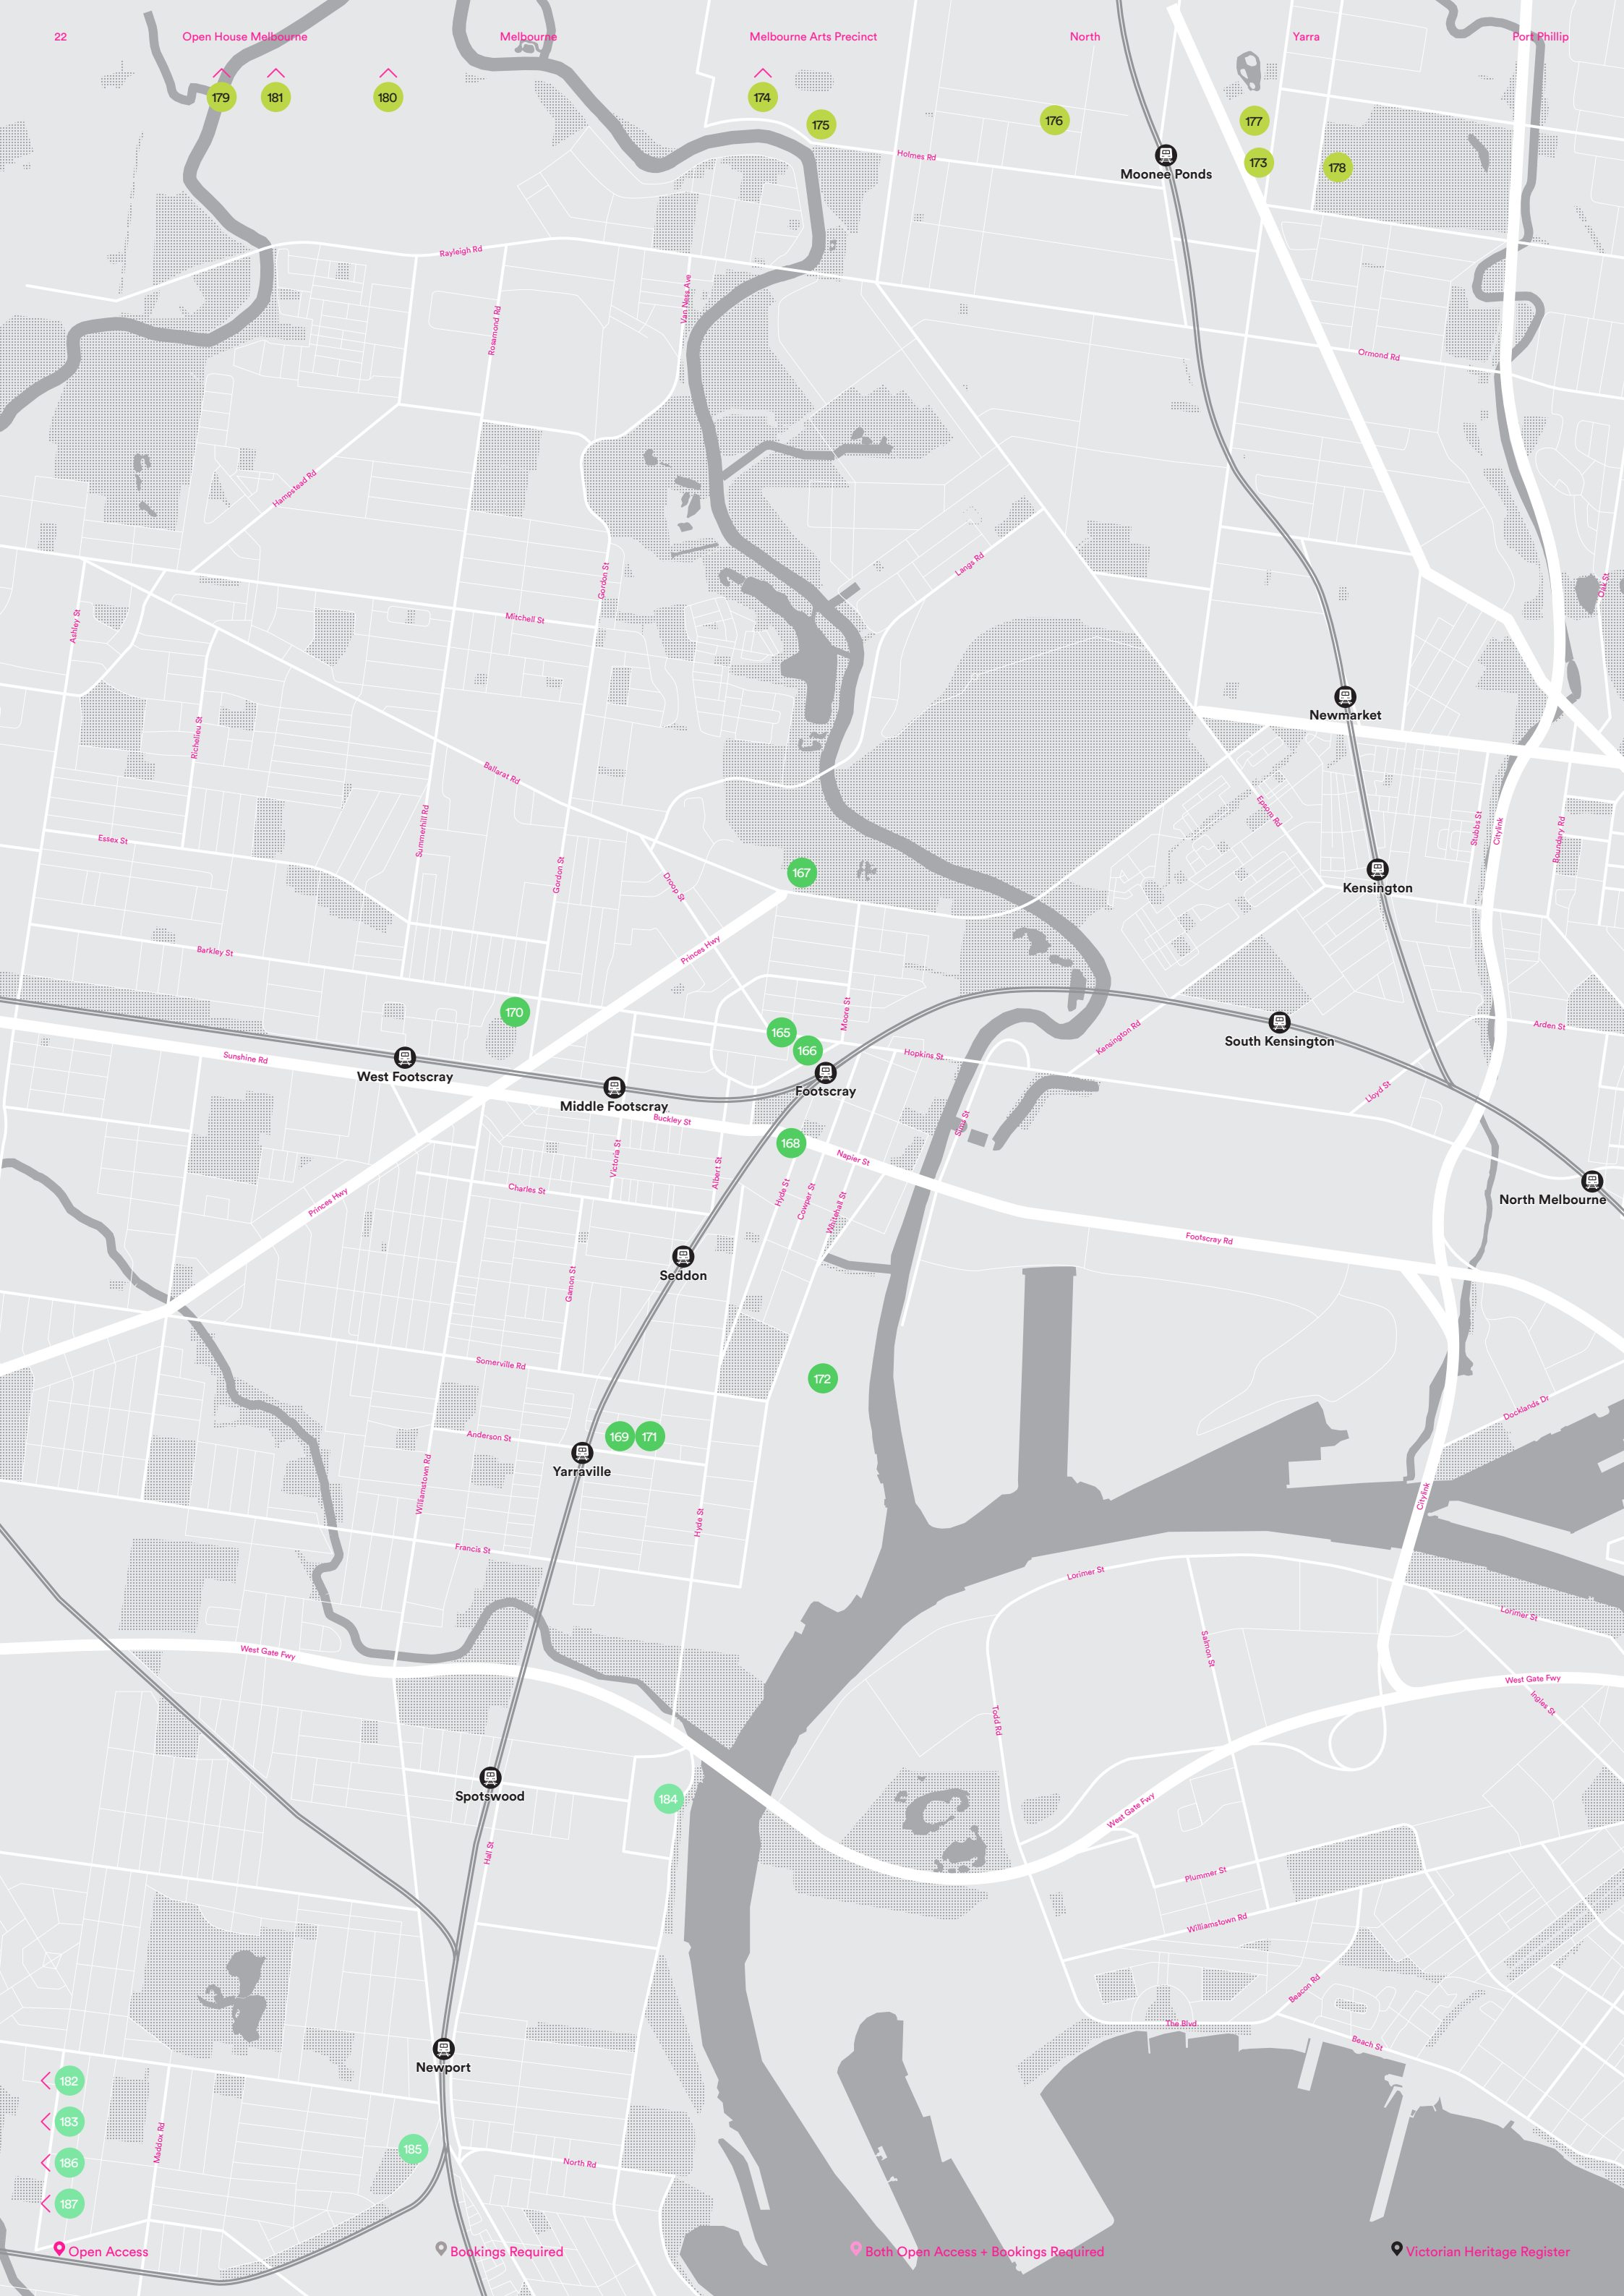 22
Open House Melbourne
Melbourne
Melbourne Arts Precinct
North
Yarra
Port Phillip
179
181
180
174
175
176
177
173
178
Holmes Rd
Moonee Ponds
Rayleigh Rd
Van Ness Ave
Rosamond Rd
Ormond Rd
Hampstead Rd
Langs Rd
Gordon St
Oak St
Ashley St
Mitchell St
Newmarket
Richelieu St
Ballarat Rd
Epsom Rd
Summerhill Rd
Stubbs St
Citylink
Boundary Rd
Essex St
Gordon St
Droop St
167
Kensington
Barkley St
Princes Hwy
170
165
166
Moore St
Kensington Rd
South Kensington
Arden St
Sunshine Rd
West Footscray
Middle Footscray
Footscray
Hopkins St
Lloyd St
Buckley St
168
Sims St
Victoria St
Albert St
Napier St
Charles St
Hyde St
Cowper St
Whitehall St
North Melbourne
Princes Hwy
Footscray Rd
Seddon
Gamon St
Somerville Rd
172
Docklands Dr
Anderson St
169
171
Yarraville
Williamstown Rd
Hyde St
Citylink
Francis St
Lorimer St
Lorimer St
West Gate Fwy
Salmon St
West Gate Fwy
Ingles St
Todd Rd
Spotswood
184
West Gate Fwy
Hall St
Plummer St
Williamstown Rd
Beacon Rd
The Blvd
Beach St
Newport
182
183
186
187
Maddox Rd
185
North Rd
Open Access
Bookings Required
Both Open Access + Bookings Required
Victorian Heritage Register